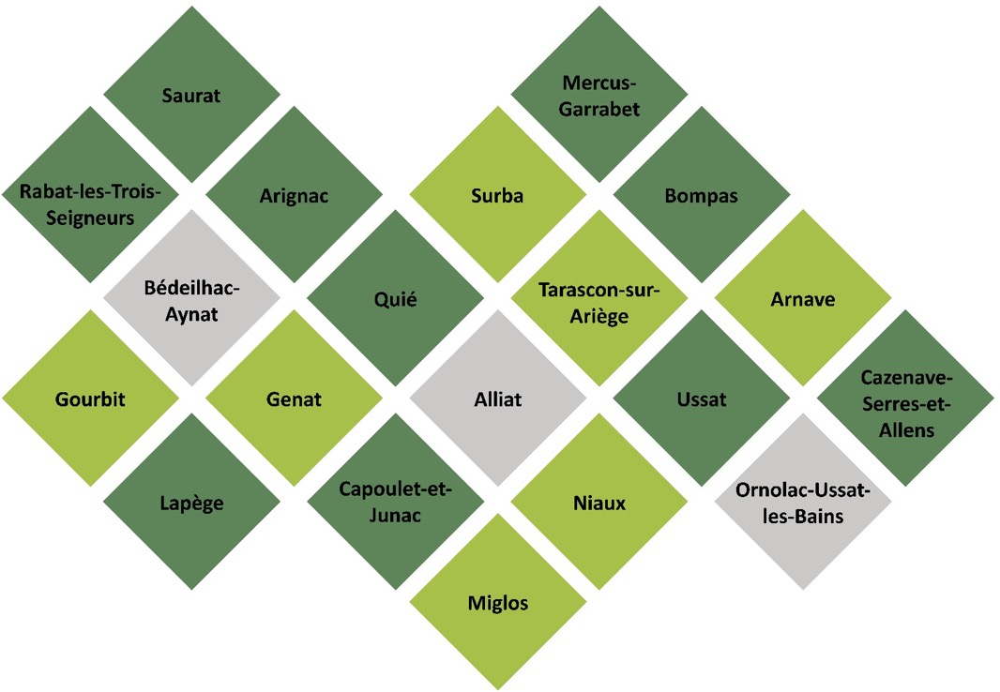 Saurat
Mercus-
Garrabet
Rabat-les-Trois-
Seigneurs
Arignac
Surba
Bompas
Bédeilhac-
Aynat
Quié
Tarascon-sur-
Ariège
Arnave
Gourbit
Genat
Alliat
Ussat
Cazenave-
Serres-et-
Allens
Lapège
Capoulet-et-
Junac
Niaux
Ornolac-Ussat-
les-Bains
Miglos